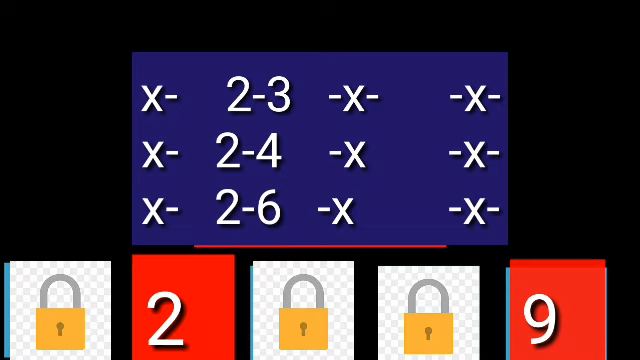 x- 2-3 -x- -x-
x- 2-4 -x -x-
x- 2-6 -x -x-
2 9